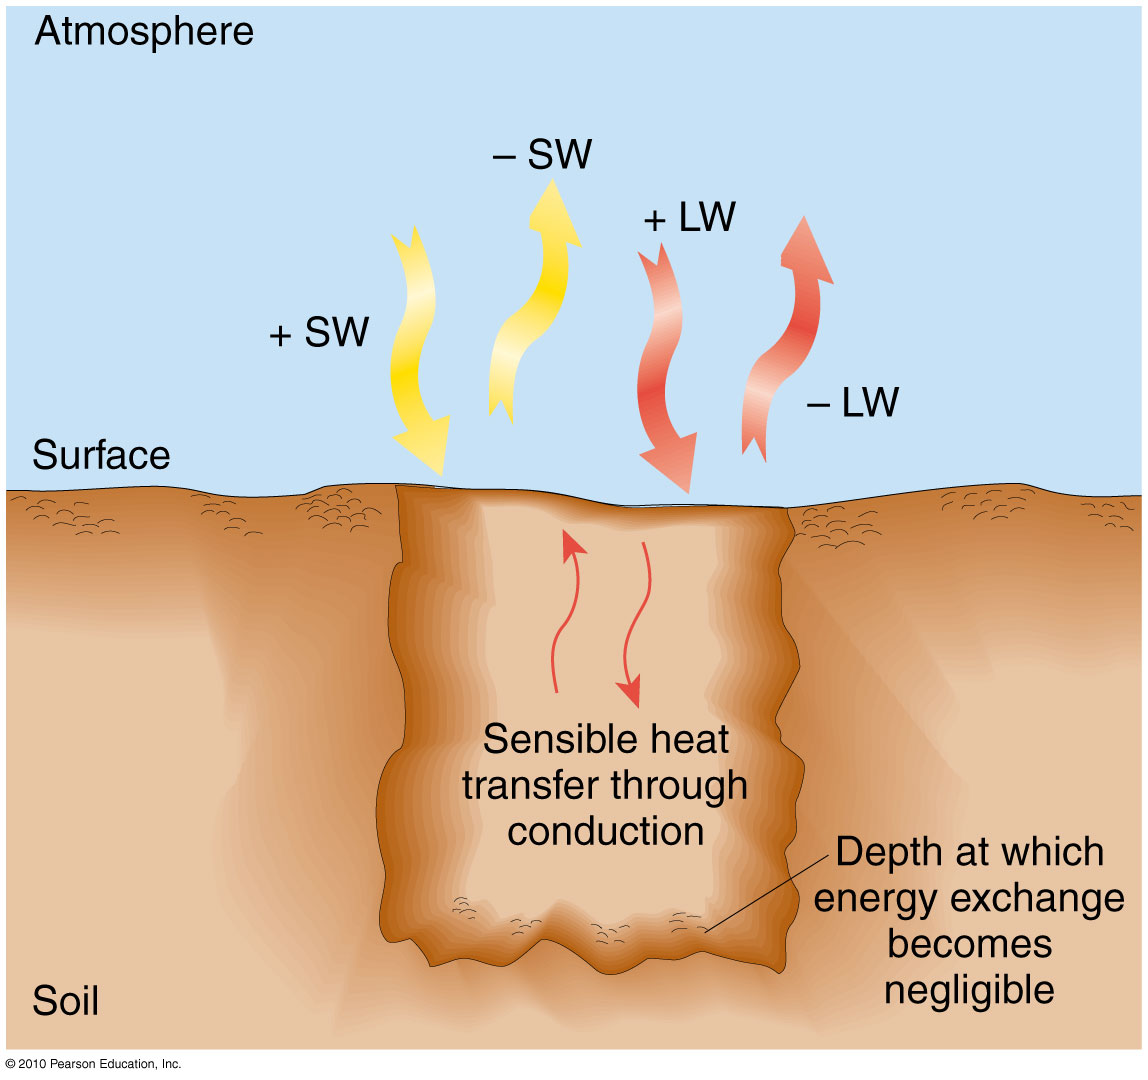 Atmosphere
– SW
+ LW
+ SW
– LW
Surface
Sensible heat
transfer through
conduction
Depth at which
energy exchange
becomes
negligible
Soil
© 2010 Pearson Education, Inc.